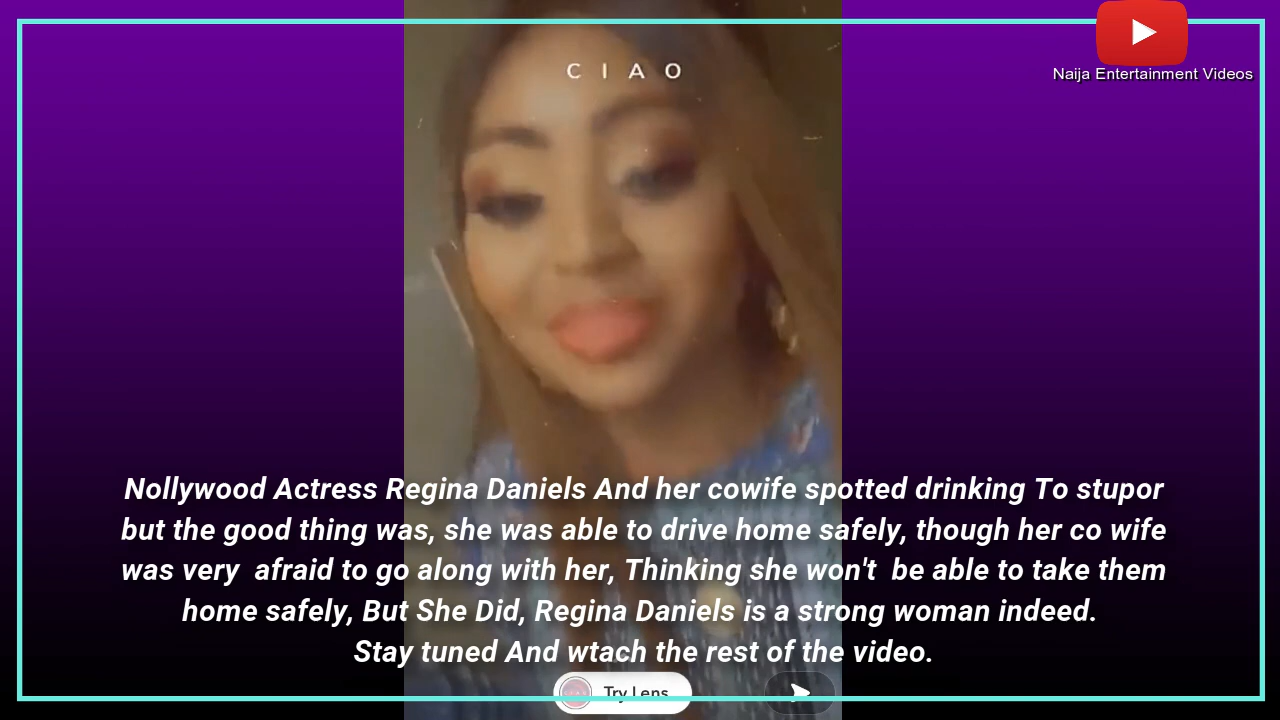 C I A O
Naija Entertainment Videos
Nollywood Actress Regina Daniels And her cowife spotted drinking To stupor
but the good thing was, she was able to drive home safely, though her co wife
was very  afraid to go along with her, Thinking she won't  be able to take them
home safely, But She Did, Regina Daniels is a strong woman indeed.
Stay tuned And wtach the rest of the video.
Try Lens